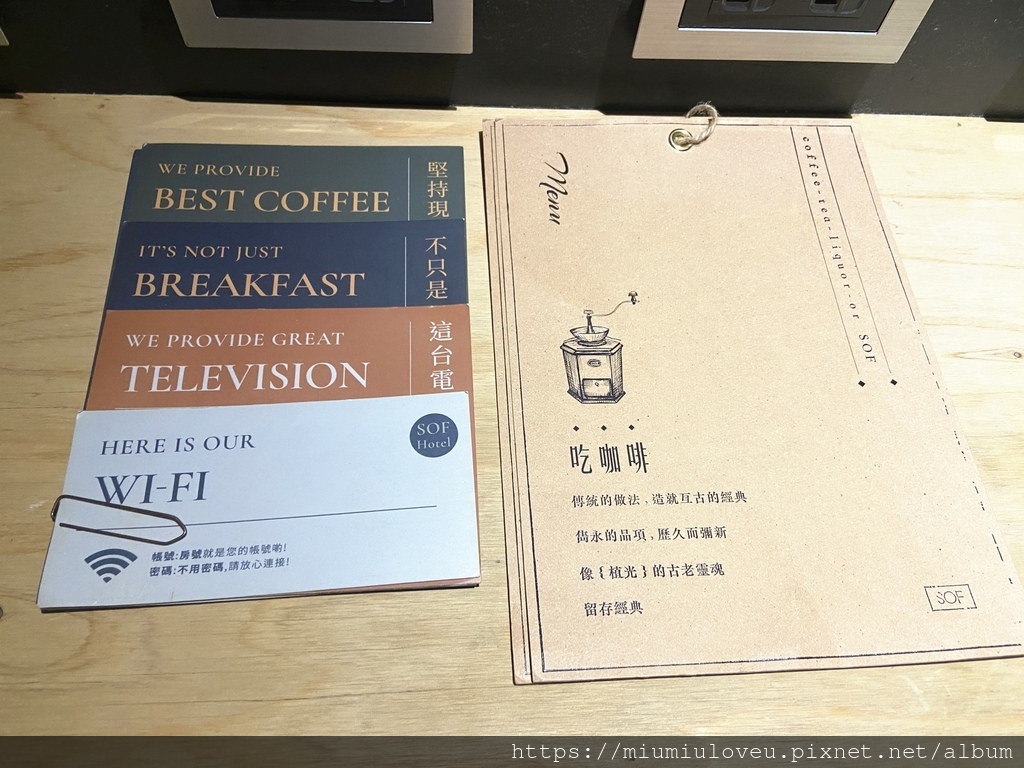 WE PROVIDE
BEST COFFEE
堅持現
IT'S NOT JUST
BREAKFAST
不只是
WE PROVIDE GREAT
TELEVISION
這台電
HERE IS OUR
WI-FI
SOF
Hotel
帳號:房號就是您的帳號喲!
密碼:不用密碼,請放心連接!
Menu
coffee-tea-liquor-or SOF
吃咖啡
傳統的做法,造就亙古的經典
雋永的品項,歷久而彌新
像{植光}的古老靈魂
留存經典
SOF
https://miumiuloveu.pixnet.net/album